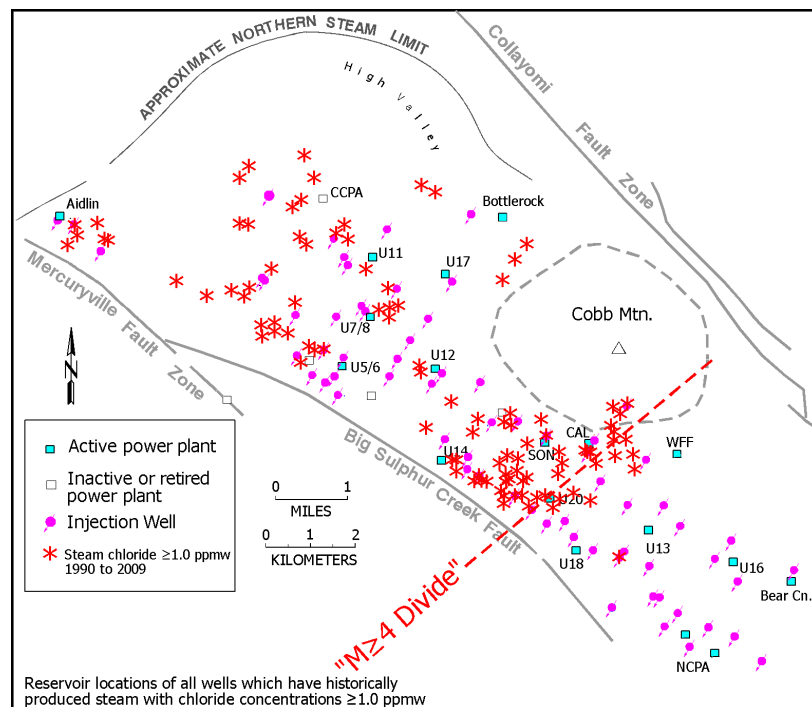 APPROXIMATE NORTHERN STEAM LIMIT
High Valley
Collayomi Fault Zone
Aidlin
CCPA
Bottlerock
U11
U17
Mercuryville Fault Zone
Cobb Mtn.
U7/8
U5/6
U12
N
Big Sulphur Creek Fault
U14
SON
CAL
WFF
U20
U13
U18
U16
Bear Cn.
NCPA
"M≥4 Divide"
Active power plant
Inactive or retired
power plant
Injection Well
Steam chloride ≥1.0 ppmw
1990 to 2009
0 1
MILES
0 1 2
KILOMETERS
Reservoir locations of all wells which have historically
produced steam with chloride concentrations ≥1.0 ppmw